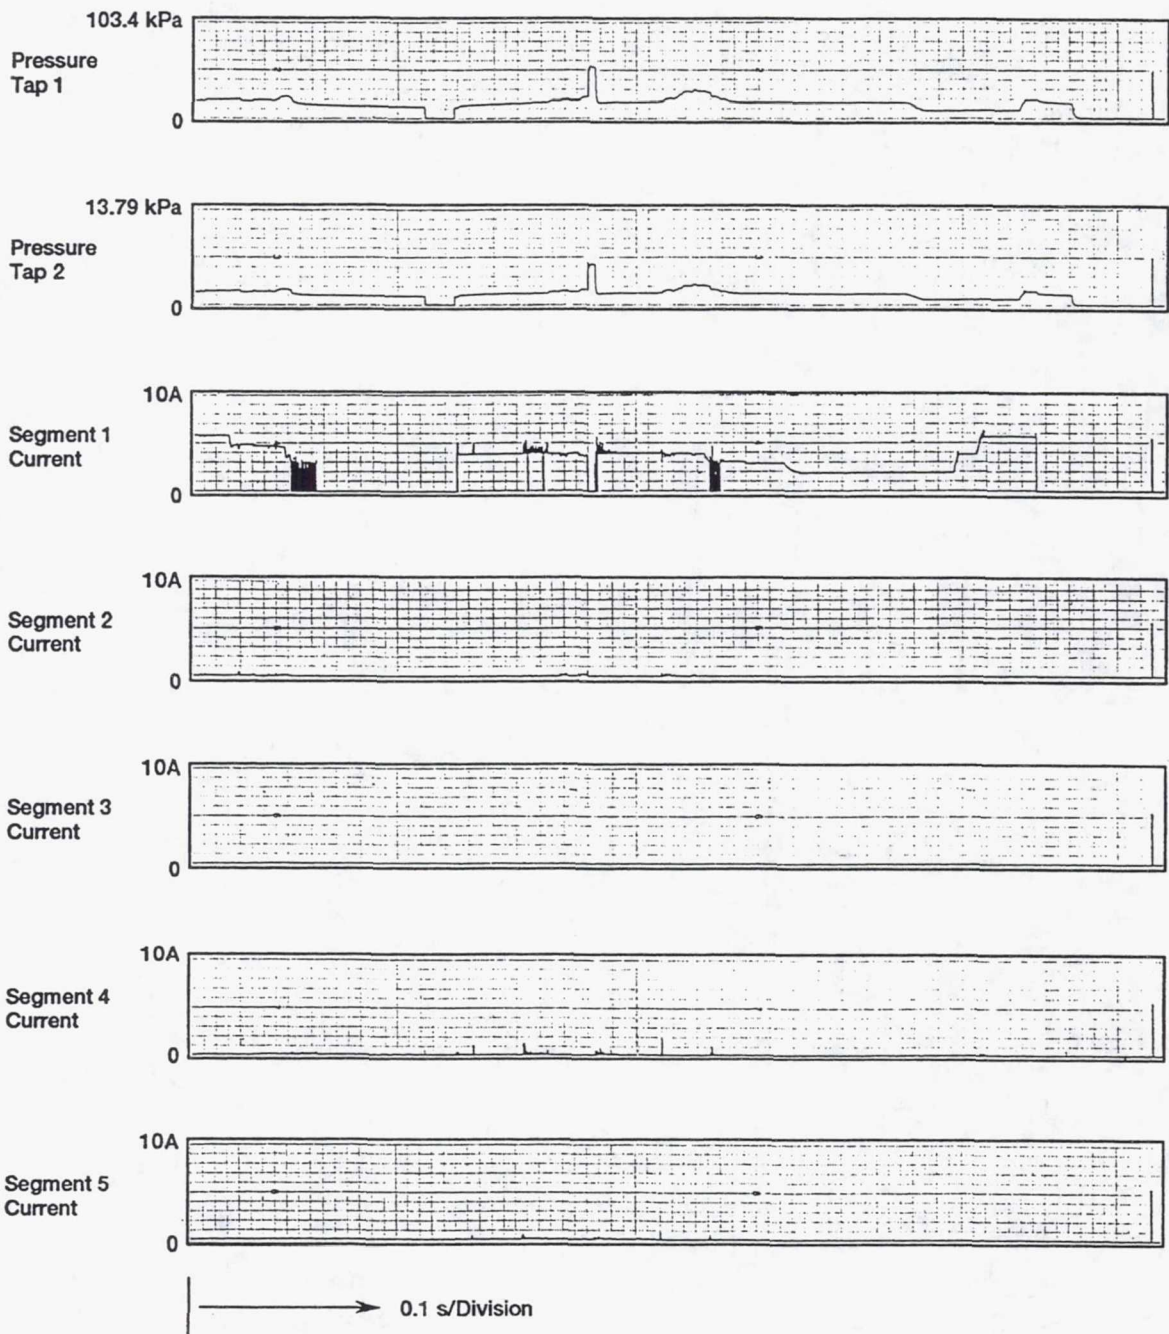 103.4 kPa
Pressure
Tap 1
0
13.79 kPa
Pressure
Tap 2
0
10A
Segment 1
Current
0
10A
Segment 2
Current
0
10A
Segment 3
Current
0
10A
Segment 4
Current
0
10A
Segment 5
Current
0
0.1 s/Division